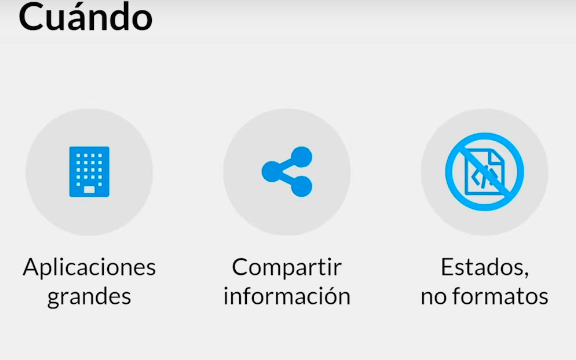 Cuándo
Aplicaciones
grandes
Compartir
información
Estados,
no formatos